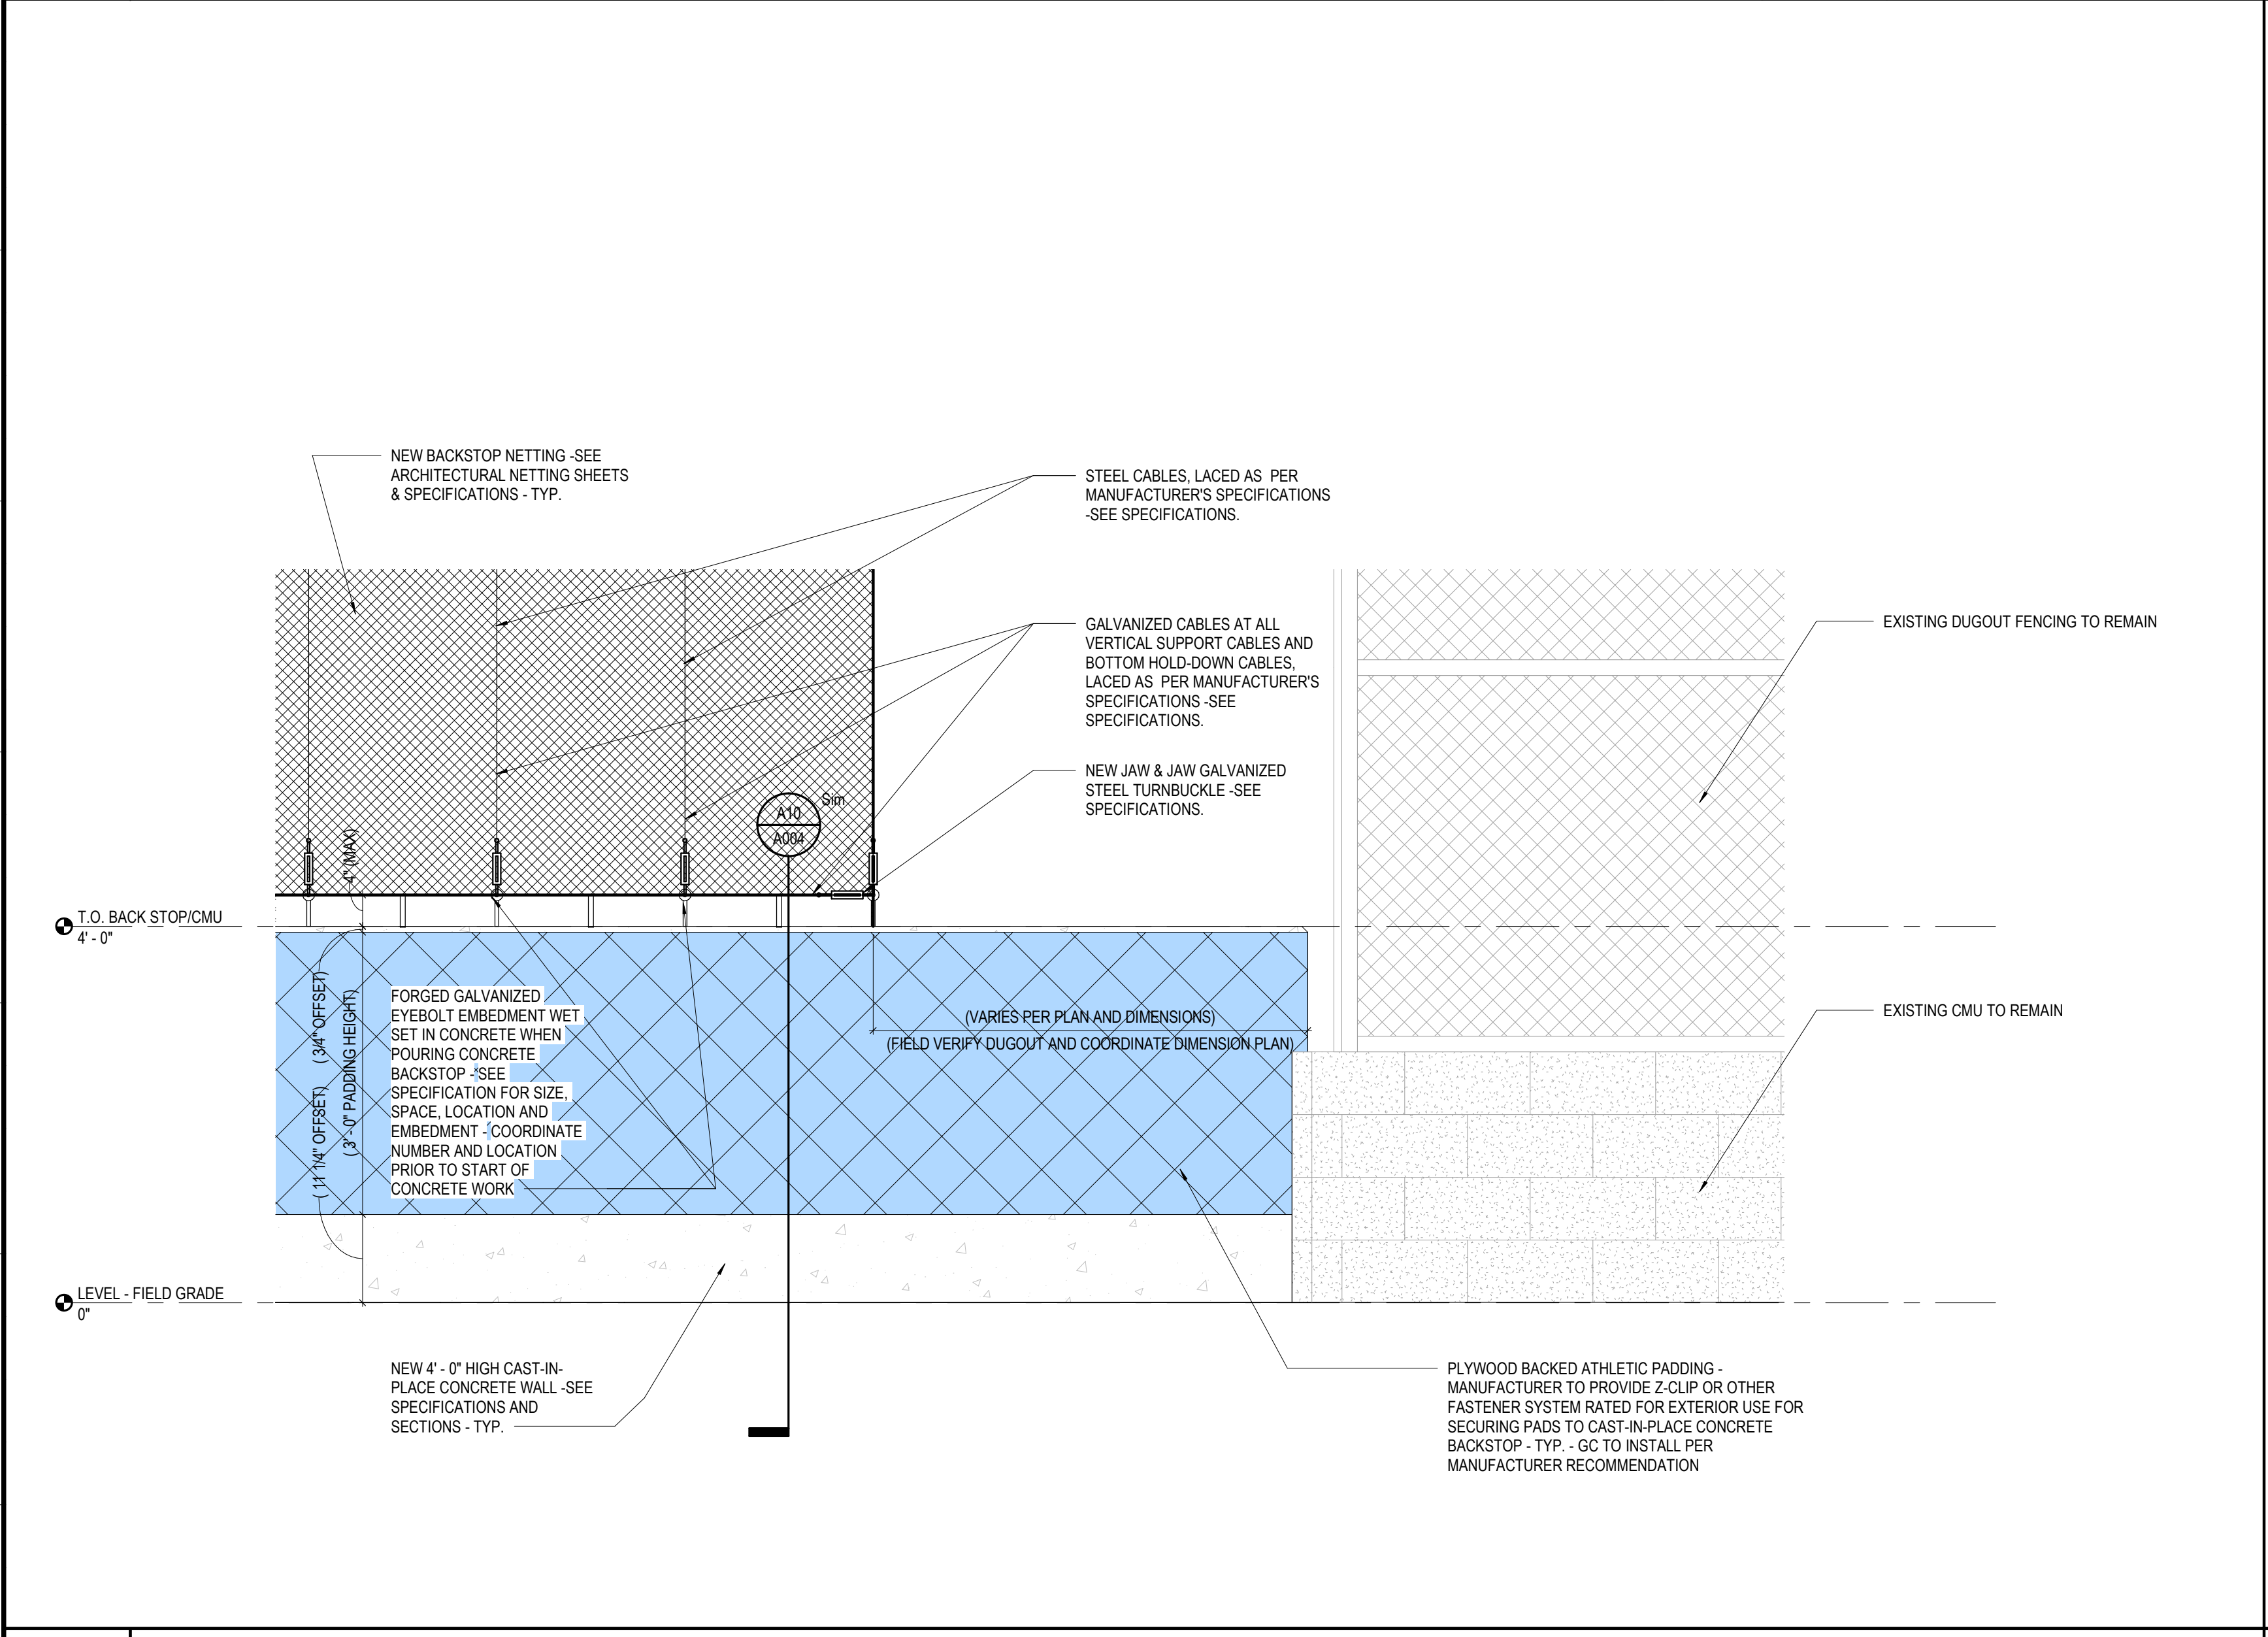 NEW BACKSTOP NETTING -SEE
ARCHITECTURAL NETTING SHEETS
& SPECIFICATIONS - TYP.
STEEL CABLES, LACED AS  PER
MANUFACTURER'S SPECIFICATIONS
-SEE SPECIFICATIONS.
GALVANIZED CABLES AT ALL
VERTICAL SUPPORT CABLES AND
BOTTOM HOLD-DOWN CABLES,
LACED AS  PER MANUFACTURER'S
SPECIFICATIONS -SEE
SPECIFICATIONS.
EXISTING DUGOUT FENCING TO REMAIN
NEW JAW & JAW GALVANIZED
STEEL TURNBUCKLE -SEE
SPECIFICATIONS.
Sim
A10
A004
4" (MAX)
T.O. BACK STOP/CMU
4' - 0"
( 3/4" OFFSET)
( 3' - 0" PADDING HEIGHT)
( 11 1/4" OFFSET)
FORGED GALVANIZED
EYEBOLT EMBEDMENT WET
SET IN CONCRETE WHEN
POURING CONCRETE
BACKSTOP - SEE
SPECIFICATION FOR SIZE,
SPACE, LOCATION AND
EMBEDMENT - COORDINATE
NUMBER AND LOCATION
PRIOR TO START OF
CONCRETE WORK
(VARIES PER PLAN AND DIMENSIONS)
(FIELD VERIFY DUGOUT AND COORDINATE DIMENSION PLAN)
EXISTING CMU TO REMAIN
LEVEL - FIELD GRADE
0"
NEW 4' - 0" HIGH CAST-IN-
PLACE CONCRETE WALL -SEE
SPECIFICATIONS AND
SECTIONS - TYP.
PLYWOOD BACKED ATHLETIC PADDING -
MANUFACTURER TO PROVIDE Z-CLIP OR OTHER
FASTENER SYSTEM RATED FOR EXTERIOR USE FOR
SECURING PADS TO CAST-IN-PLACE CONCRETE
BACKSTOP - TYP. - GC TO INSTALL PER
MANUFACTURER RECOMMENDATION